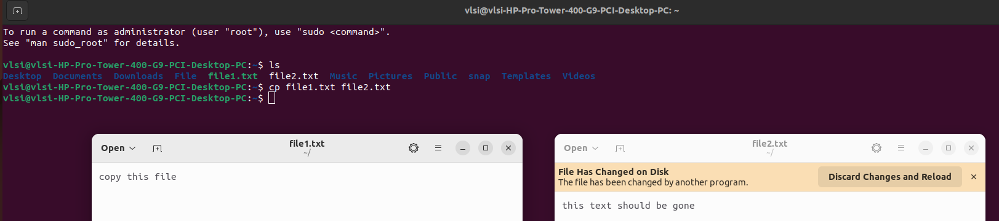 vlsi@vlsi-HP-Pro-Tower-400-G9-PCI-Desktop-PC: ~
To run a command as administrator (user "root"), use "sudo <command>".
See "man sudo_root" for details.
vlsi@vlsi-HP-Pro-Tower-400-G9-PCI-Desktop-PC:~$ ls
Desktop Documents Downloads File file1.txt file2.txt Music Pictures Public snap Templates Videos
vlsi@vlsi-HP-Pro-Tower-400-G9-PCI-Desktop-PC:~$ cp file1.txt file2.txt
vlsi@vlsi-HP-Pro-Tower-400-G9-PCI-Desktop-PC:~$
Open
file1.txt
~/
copy this file
Open
file2.txt
~/
File Has Changed on Disk
The file has been changed by another program.
Discard Changes and Reload
this text should be gone